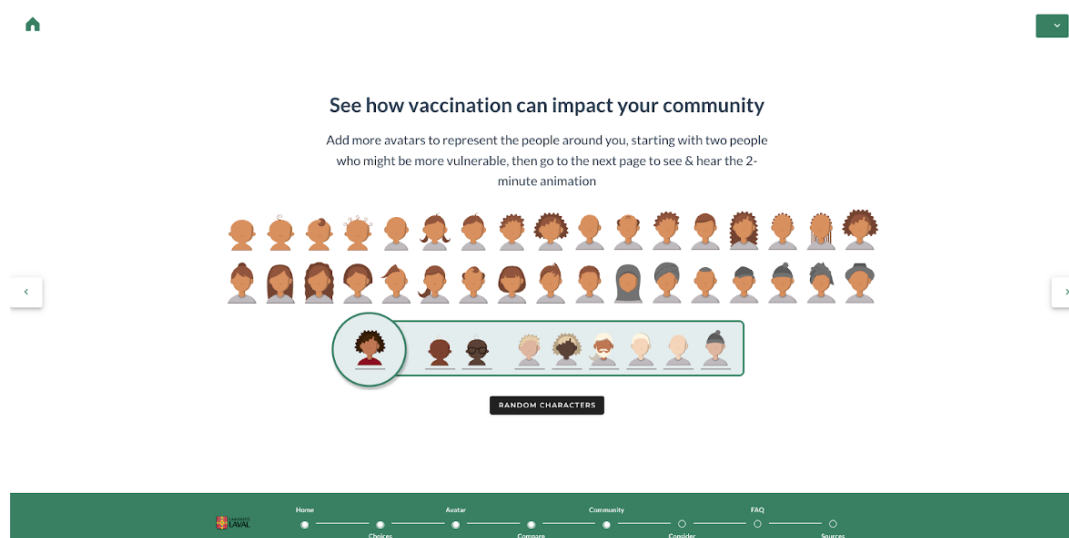 See how vaccination can impact your community
Add more avatars to represent the people around you, starting with two people
who might be more vulnerable, then go to the next page to see & hear the 2-
minute animation
RANDOM CHARACTERS
Home
Avatar
Community
FAQ
UNIVERSITÉ
LAVAL
Choices
Compare
Consider
Sources